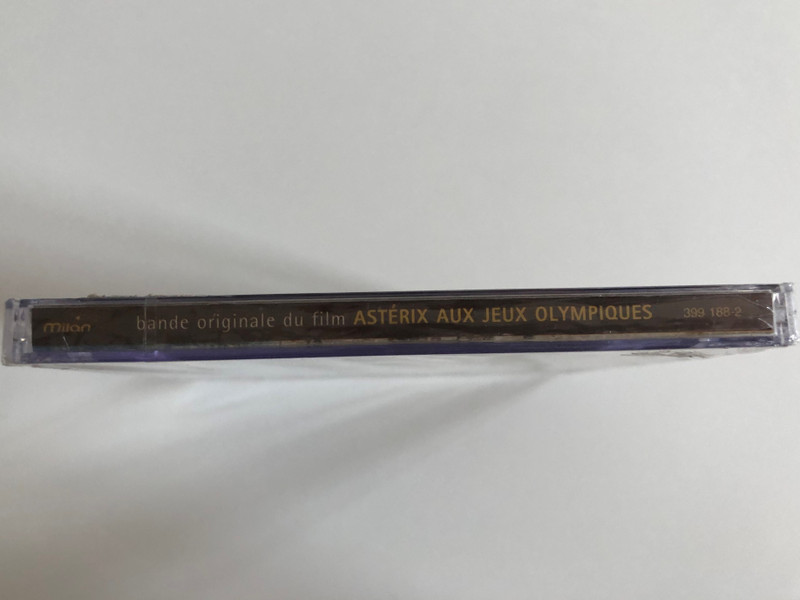 Milan bande originale du film ASTÉRIX AUX JEUX OLYMPIQUES 399 188-2